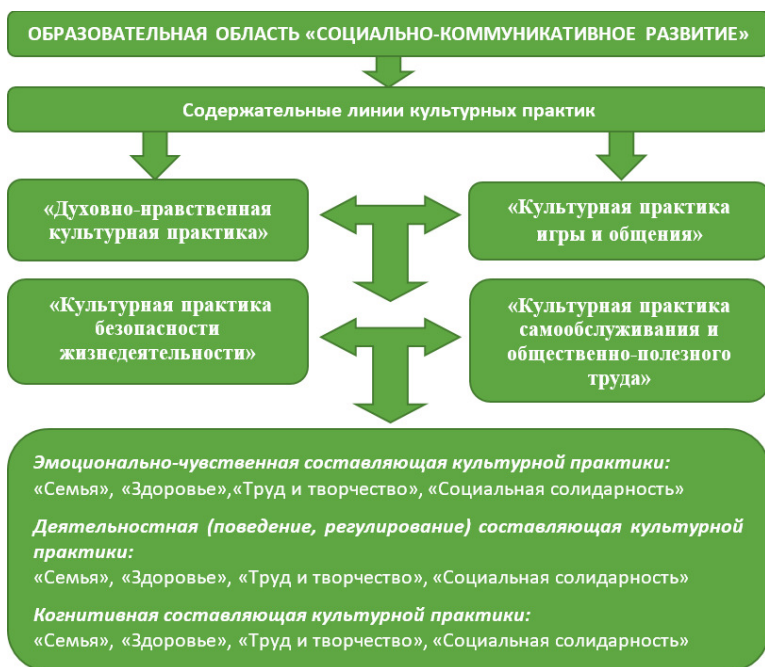 ОБРАЗОВАТЕЛЬНАЯ ОБЛАСТЬ «СОЦИАЛЬНО-КОММУНИКАТИВНОЕ РАЗВИТИЕ»
Содержательные линии культурных практик
«Духовно-нравственная
культурная практика»
«Культурная практика
игры и общения»
«Культурная практика
безопасности
жизнедеятельности»
«Культурная практика
самообслуживания и
общественно-полезного
труда»
Эмоционально-чувственная составляющая культурной практики:
«Семья», «Здоровье»,«Труд и творчество», «Социальная солидарность»
Деятельностная (поведение, регулирование) составляющая культурной
практики:
«Семья», «Здоровье», «Труд и творчество», «Социальная солидарность»
Когнитивная составляющая культурной практики:
«Семья», «Здоровье», «Труд и творчество», «Социальная солидарность»